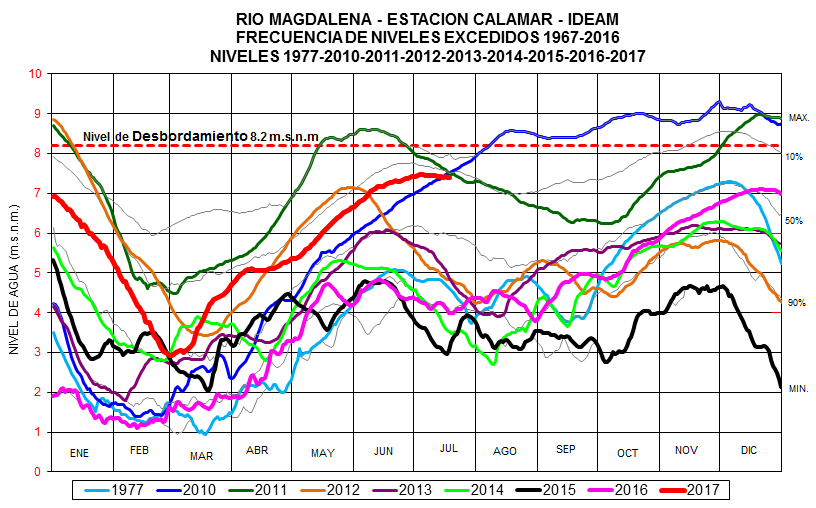 RIO MAGDALENA - ESTACION CALAMAR - IDEAM
FRECUENCIA DE NIVELES EXCEDIDOS 1967-2016
NIVELES 1977-2010-2011-2012-2013-2014-2015-2016-2017
NIVEL DE AGUA (m.s.n.m.)
10
9
8
7
6
5
4
3
2
1
0
Nivel de Desbordamiento 8.2 m.s.n.m
MAX.
10%
50%
90%
MIN.
ENE FEB MAR ABR MAY JUN JUL AGO SEP OCT NOV DIC
1977 2010 2011 2012 2013 2014 2015 2016 2017